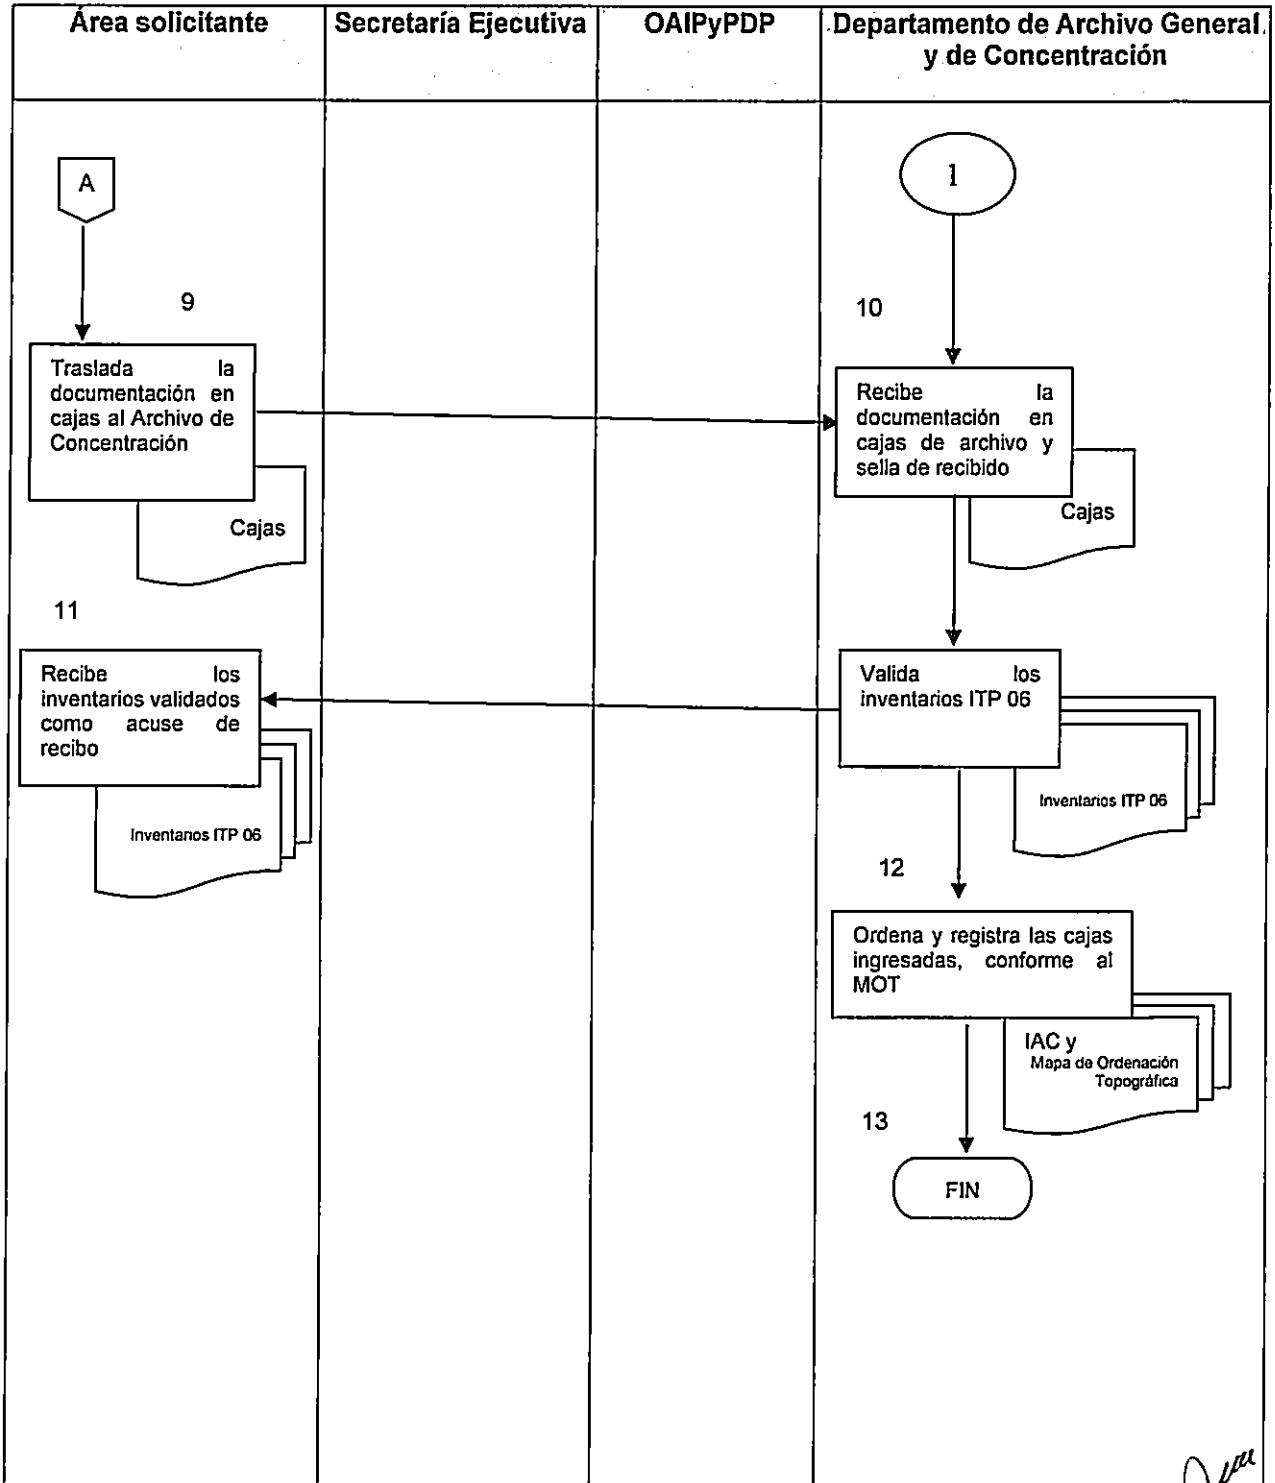 Área solicitante
Secretaría Ejecutiva
OAIPyPDP
Departamento de Archivo General
y de Concentración
A
1
9
10
Traslada la
documentación en
cajas al Archivo de
Concentración
Cajas
Recibe la
documentación en
cajas de archivo y
sella de recibido
Cajas
11
Recibe los
inventarios validados
como acuse de
recibo
Inventarios ITP 06
Valida los
inventarios ITP 06
Inventarios ITP 06
12
Ordena y registra las cajas
ingresadas, conforme al
MOT
IAC y
Mapa de Ordenación
Topográfica
13
FIN